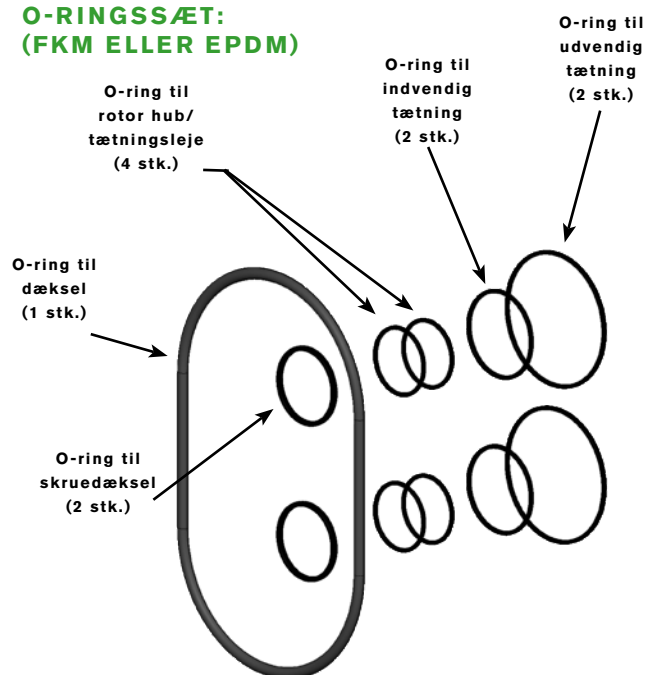 O-RINGSSÆT:
(FKM ELLER EPDM)
O-ring til
udvendig
tætning
(2 stk.)
O-ring til
indvendig
tætning
(2 stk.)
O-ring til
rotor hub/
tætningsleje
(4 stk.)
O-ring til
dæksel
(1 stk.)
O-ring til
skruedæksel
(2 stk.)